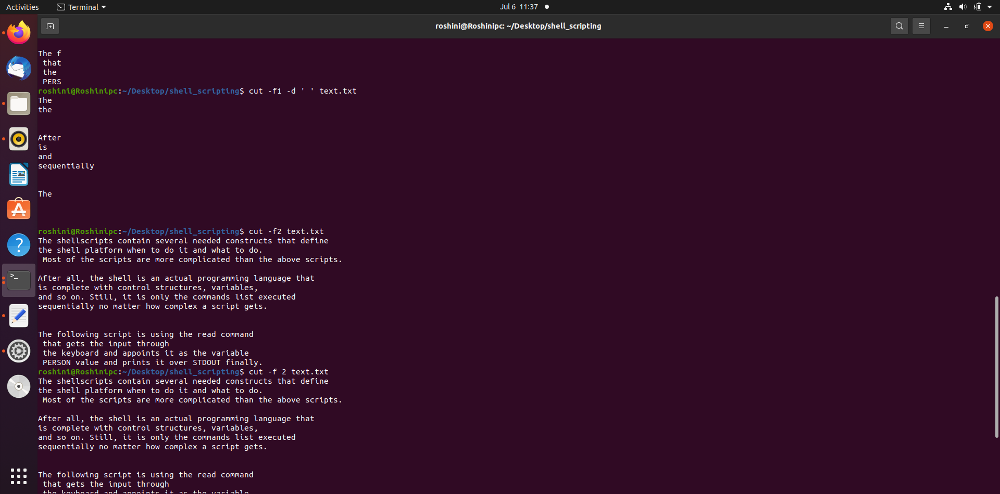 Activities
Terminal
Jul 6 11:37
roshini@Roshinipc: ~/Desktop/shell_scripting
The f
 that
 the
 PERS
roshini@Roshinipc:~/Desktop/shell_scripting$ cut -f1 -d ' ' text.txt
The
the
After
is
and
sequentially
The
roshini@Roshinipc:~/Desktop/shell_scripting$ cut -f2 text.txt
The shellscripts contain several needed constructs that define
the shell platform when to do it and what to do.
 Most of the scripts are more complicated than the above scripts.
After all, the shell is an actual programming language that
is complete with control structures, variables,
and so on. Still, it is only the commands list executed
sequentially no matter how complex a script gets.
The following script is using the read command
 that gets the input through
 the keyboard and appoints it as the variable
 PERSON value and prints it over STDOUT finally.
roshini@Roshinipc:~/Desktop/shell_scripting$ cut -f 2 text.txt
The shellscripts contain several needed constructs that define
the shell platform when to do it and what to do.
 Most of the scripts are more complicated than the above scripts.
After all, the shell is an actual programming language that
is complete with control structures, variables,
and so on. Still, it is only the commands list executed
sequentially no matter how complex a script gets.
The following script is using the read command
 that gets the input through
 the keyboard and appoints it as the variable